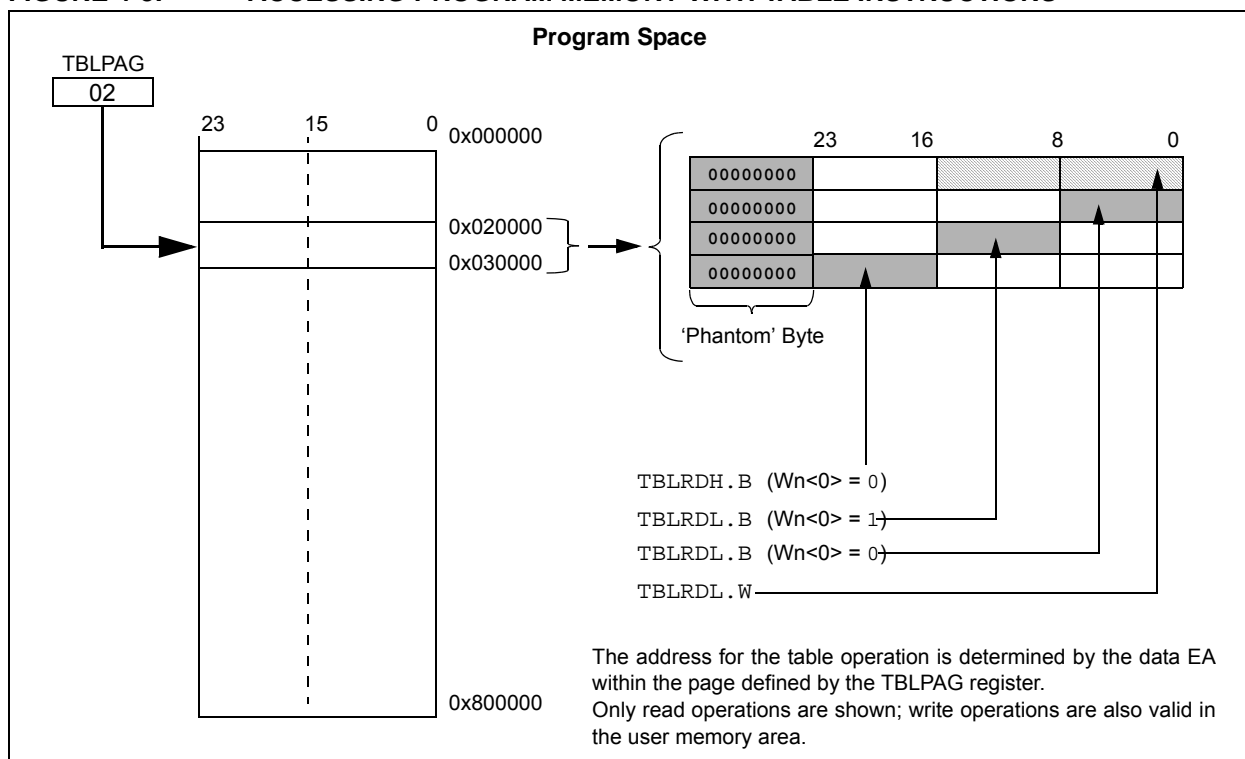 Program Space
TBLPAG
02
23 15 0
0x000000
0x020000
0x030000
0x800000
23 16 8 0
00000000
00000000
00000000
00000000
‘Phantom’ Byte
TBLRDH.B (Wn<0> = 0)
TBLRDL.B (Wn<0> = 1)
TBLRDL.B (Wn<0> = 0)
TBLRDL.W
The address for the table operation is determined by the data EA
within the page defined by the TBLPAG register.
Only read operations are shown; write operations are also valid in
the user memory area.